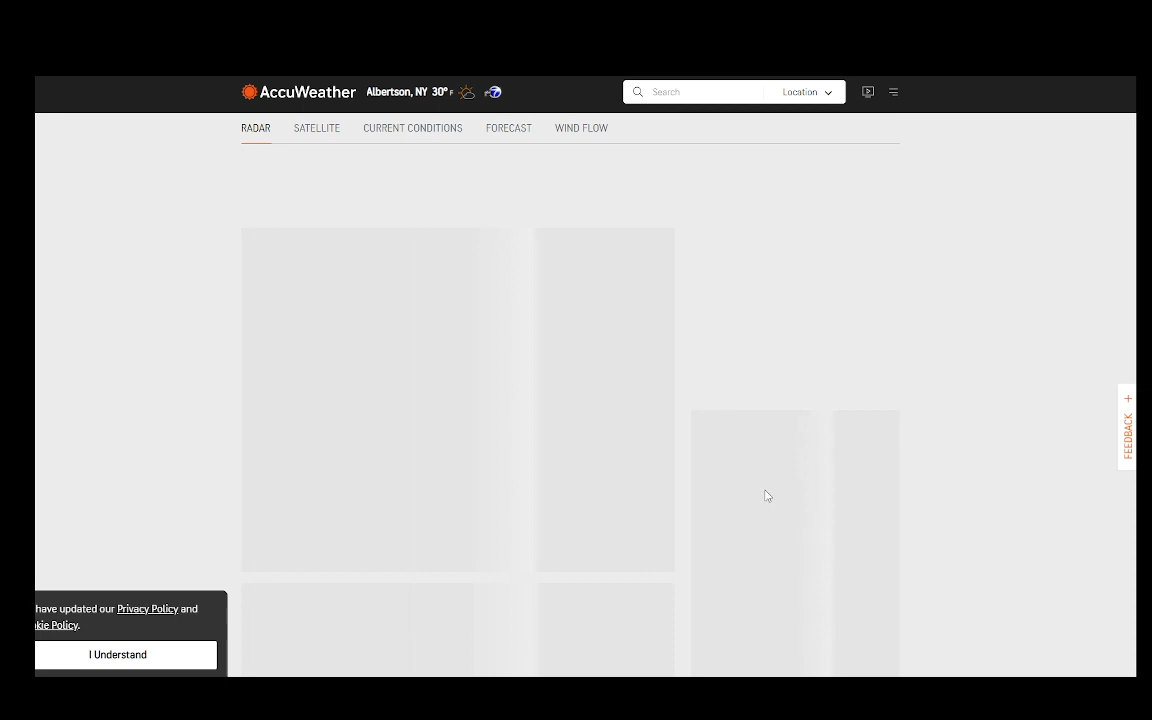 AccuWeather Albertson, NY 30° F Search Location
RADAR SATELLITE CURRENT CONDITIONS FORECAST WIND FLOW
FEEDBACK +
have updated our Privacy Policy and
kie Policy.
I Understand